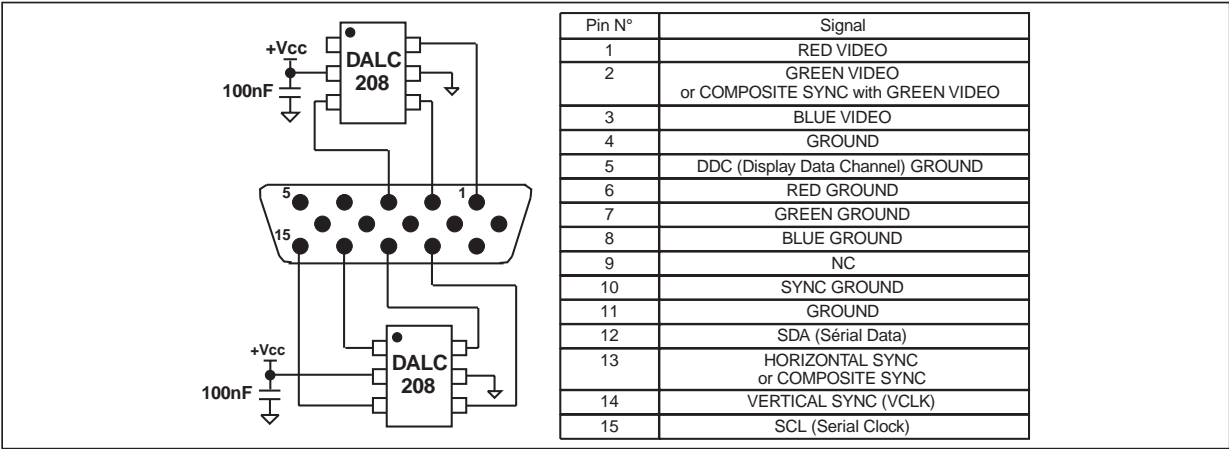 +Vcc
100nF
DALC
208
5
1
15
+Vcc
100nF
DALC
208
Pin N° Signal
1 RED VIDEO
2 GREEN VIDEO
or COMPOSITE SYNC with GREEN VIDEO
3 BLUE VIDEO
4 GROUND
5 DDC (Display Data Channel) GROUND
6 RED GROUND
7 GREEN GROUND
8 BLUE GROUND
9 NC
10 SYNC GROUND
11 GROUND
12 SDA (Sérial Data)
13 HORIZONTAL SYNC
or COMPOSITE SYNC
14 VERTICAL SYNC (VCLK)
15 SCL (Serial Clock)